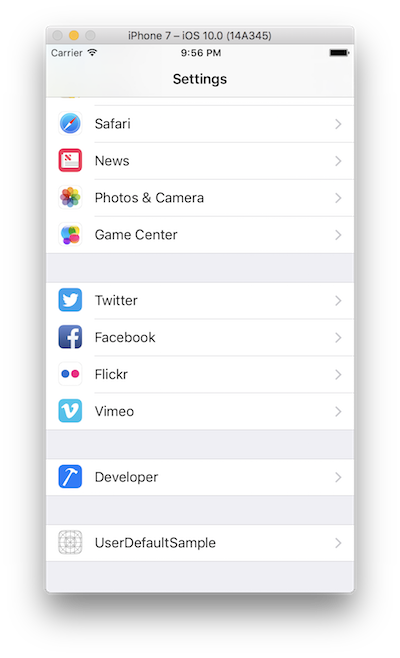 iPhone 7 – iOS 10.0 (14A345)
Carrier 9:56 PM
Settings
Safari
News
Photos & Camera
Game Center
Twitter
Facebook
Flickr
Vimeo
Developer
UserDefaultSample